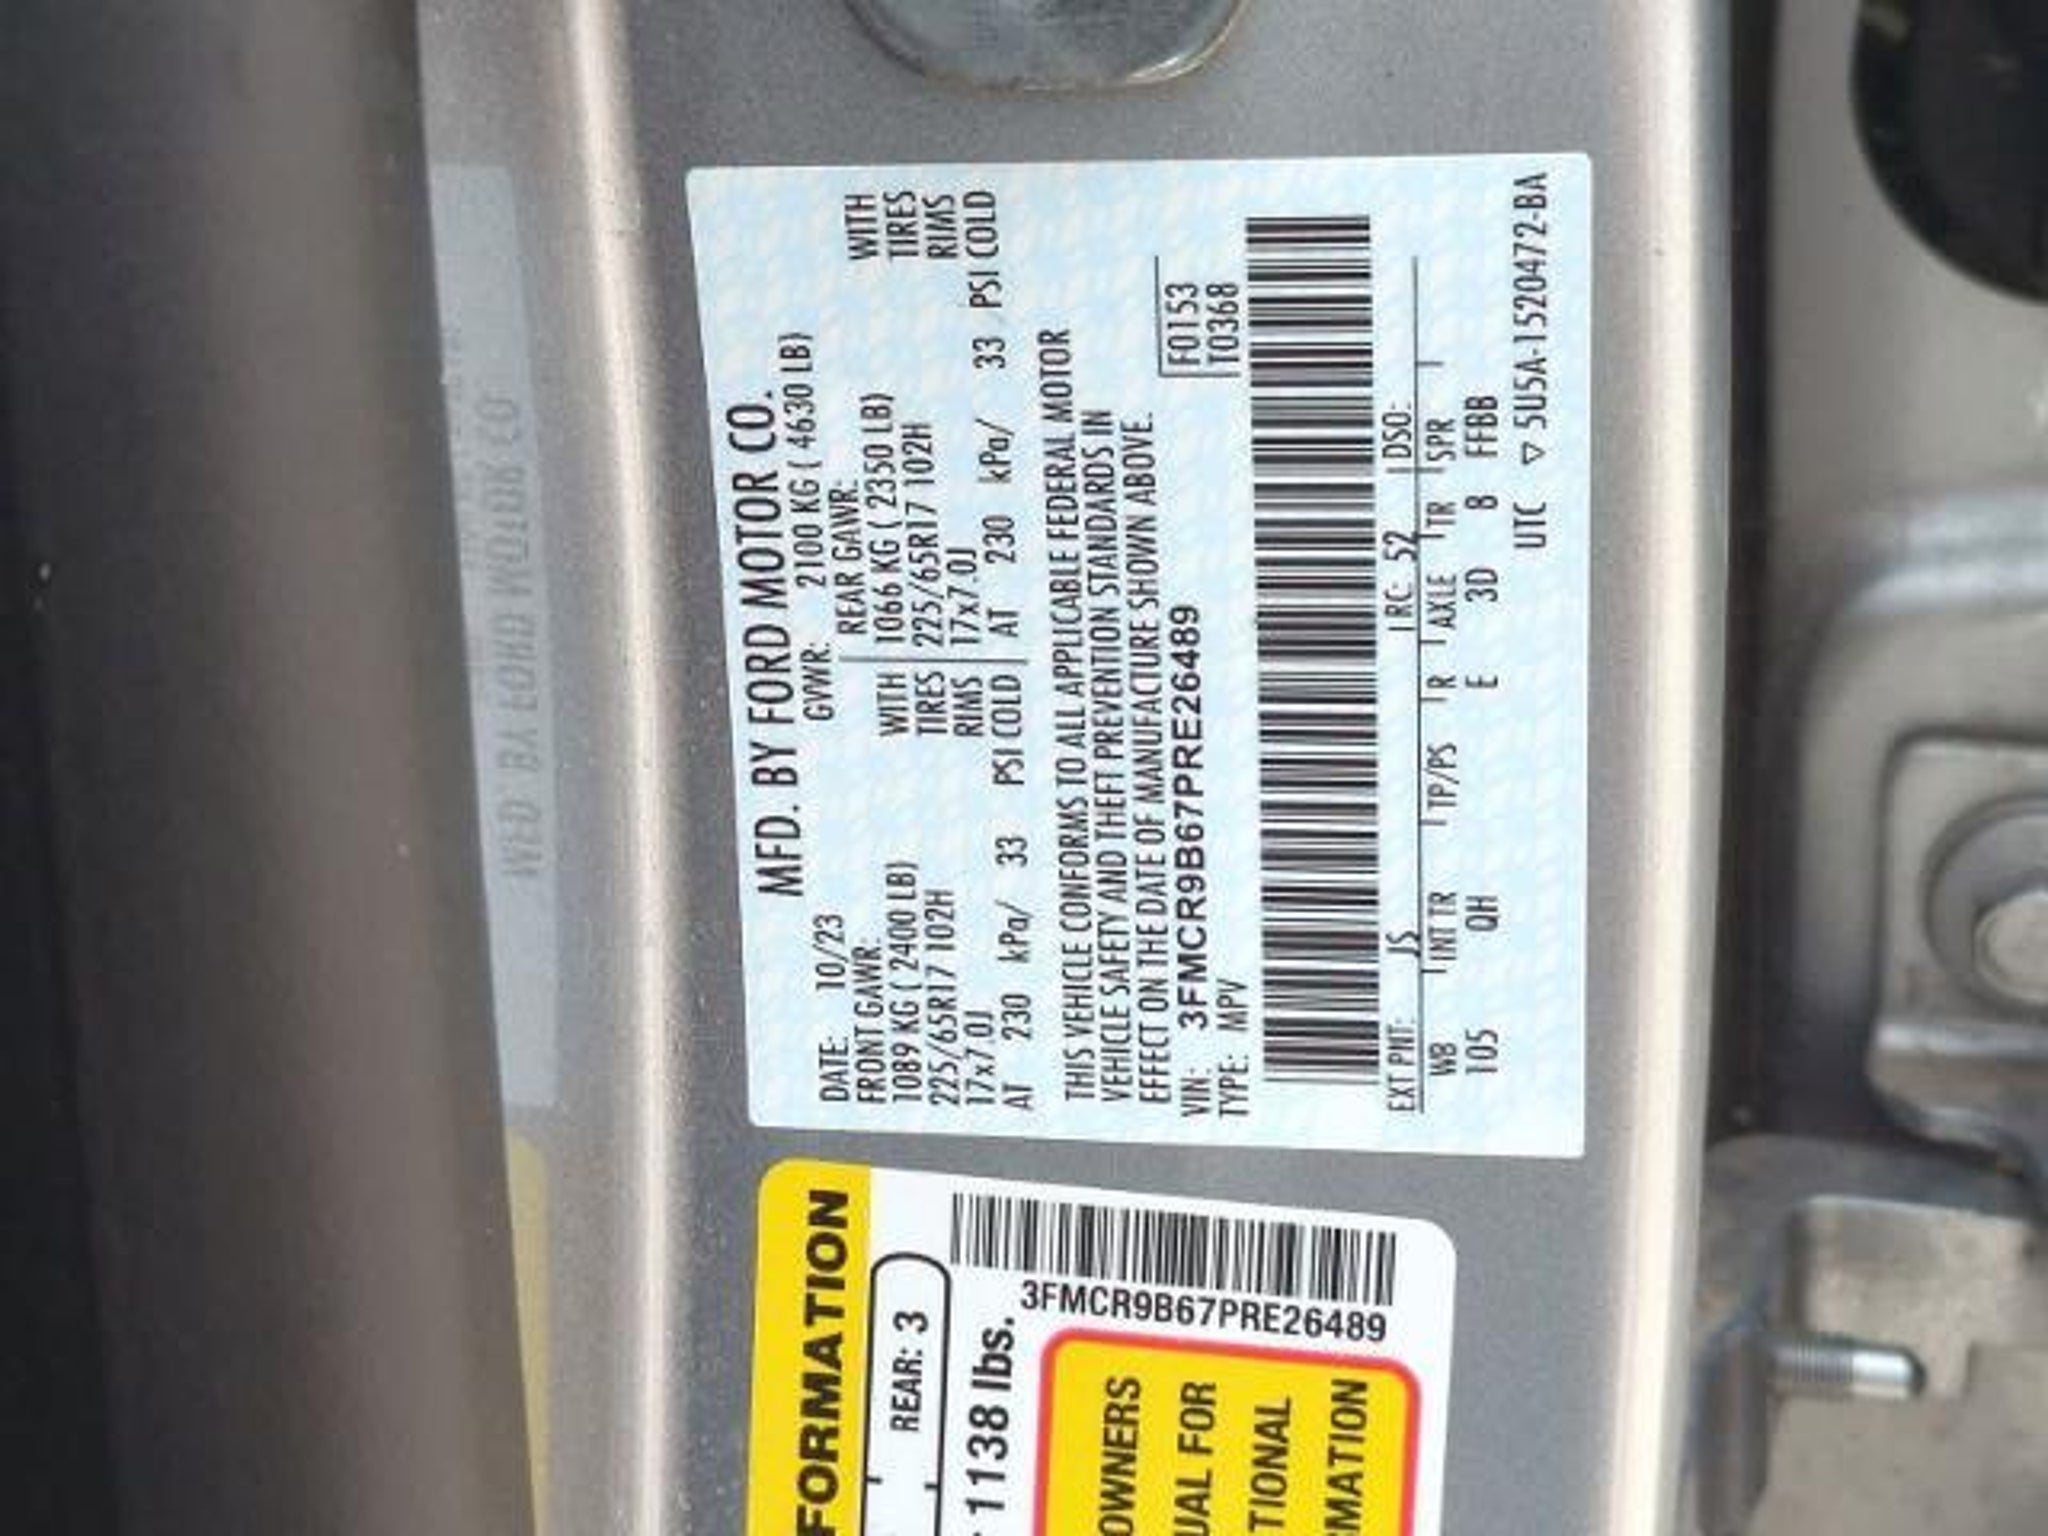 MFD. BY FORD MOTOR CO.
DATE: 10/23 GVWR: 2100 KG ( 4630 LB)
FRONT GAWR: REAR GAWR:
1089 KG ( 2400 LB) WITH 1066 KG ( 2350 LB) WITH
225/65R17 102H TIRES 225/65R17 102H TIRES
17x7.0J RIMS 17x7.0J RIMS
AT 230 kPa/ 33 PSI COLD AT 230 kPa/ 33 PSI COLD
THIS VEHICLE CONFORMS TO ALL APPLICABLE FEDERAL MOTOR
VEHICLE SAFETY AND THEFT PREVENTION STANDARDS IN
EFFECT ON THE DATE OF MANUFACTURE SHOWN ABOVE.
VIN: 3FMCR9B67PRE26489 F0153
TYPE: MPV T0368
EXT PNT: JS RC: 52 DSO:
WB INT TR TP/PS R AXLE TR SPR
105 QH E 3D 8 FFBB
UTC ▽ 5U5A-1520472-BA
FORMATION
REAR: 3
1138 lbs.
3FMCR9B67PRE26489
OWNERS
UAL FOR
TIONAL
RMATION